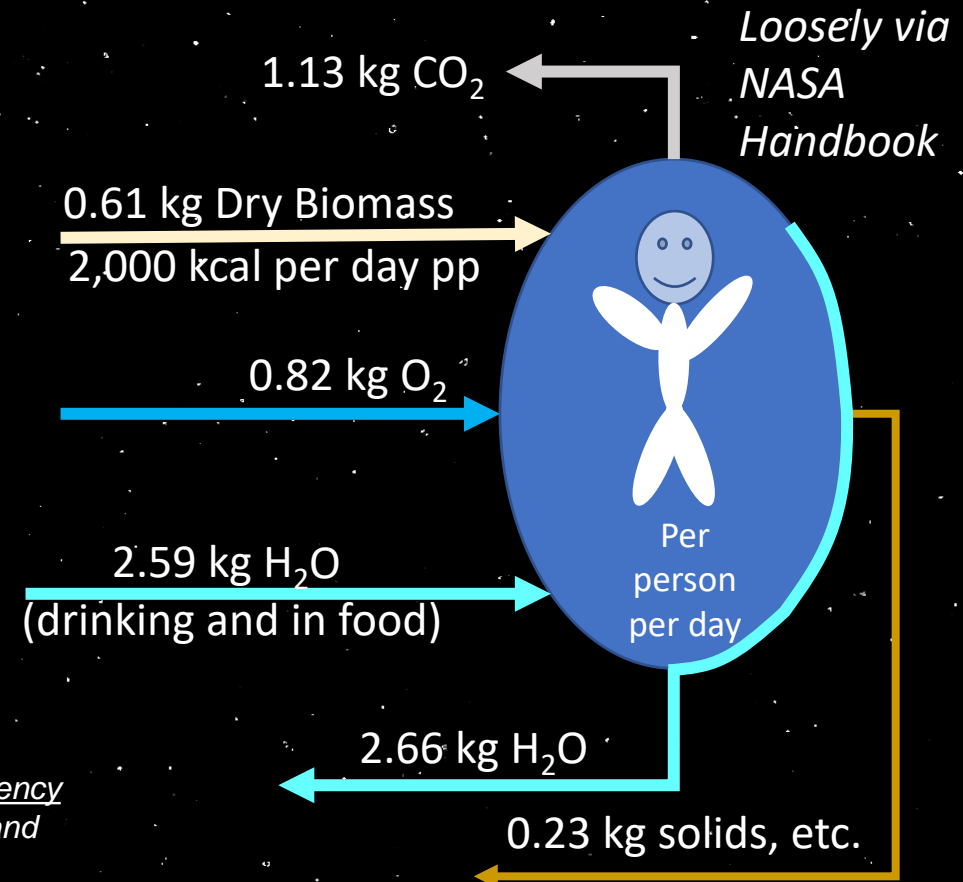 Loosely via
NASA
Handbook
1.13 kg CO₂
0.61 kg Dry Biomass
2,000 kcal per day pp
0.82 kg O₂
2.59 kg H₂O
(drinking and in food)
Per
person
per day
2.66 kg H₂O
ency
and
0.23 kg solids, etc.